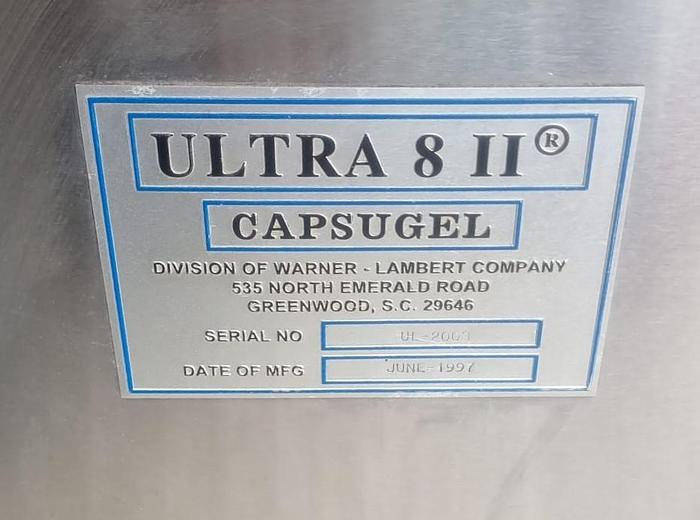 ULTRA 8 II®
CAPSUGEL
DIVISION OF WARNER - LAMBERT COMPANY
535 NORTH EMERALD ROAD
GREENWOOD, S.C. 29646
SERIAL NO
DATE OF MFG JUNE-1997